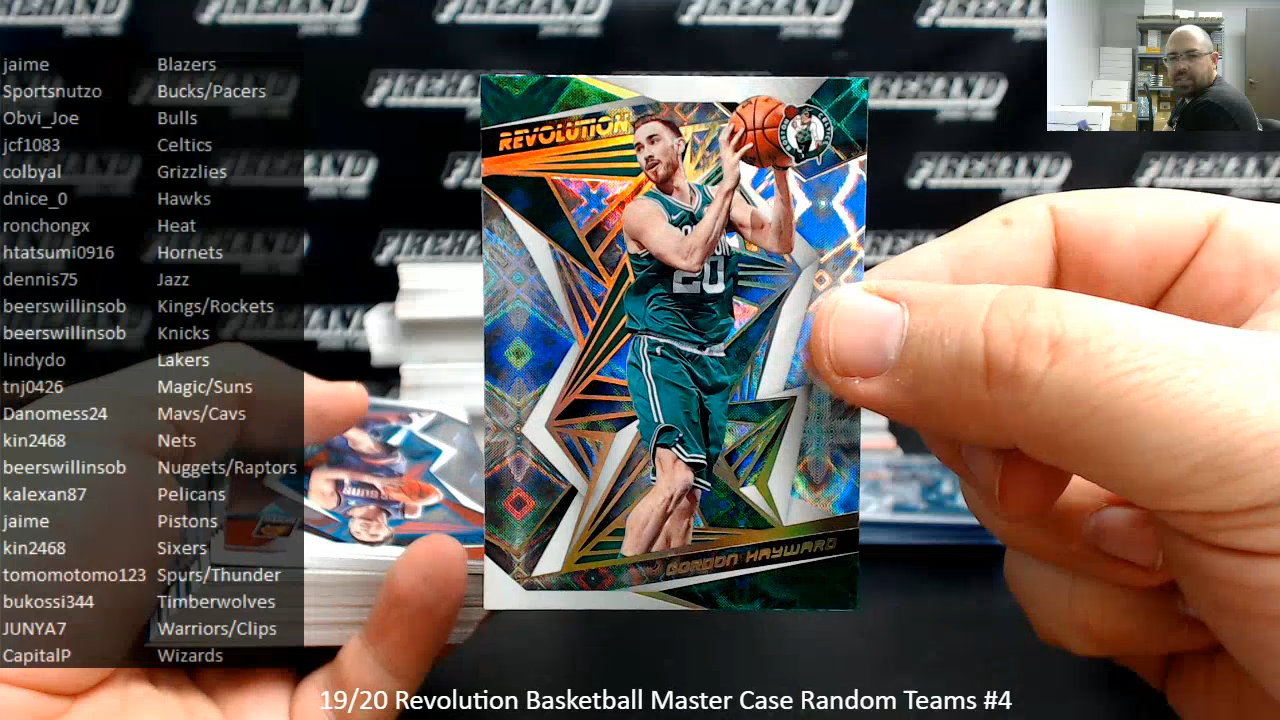 jaime Blazers
Sportsnutzo Bucks/Pacers
Obvi_Joe Bulls
jcf1083 Celtics
colbyal Grizzlies
dnice_0 Hawks
ronchongx Heat
htatsumi0916 Hornets
dennis75 Jazz
beerswillinsob Kings/Rockets
beerswillinsob Knicks
lindydo Lakers
tnj0426 Magic/Suns
Danomess24 Mavs/Cavs
kin2468 Nets
beerswillinsob Nuggets/Raptors
kalexan87 Pelicans
jaime Pistons
kin2468 Sixers
tomomotomo123 Spurs/Thunder
bukossi344 Timberwolves
JUNYA7 Warriors/Clips
CapitalP Wizards
FIREHAND
REVOLUTION
20
GORDON HAYWARD
19/20 Revolution Basketball Master Case Random Teams #4